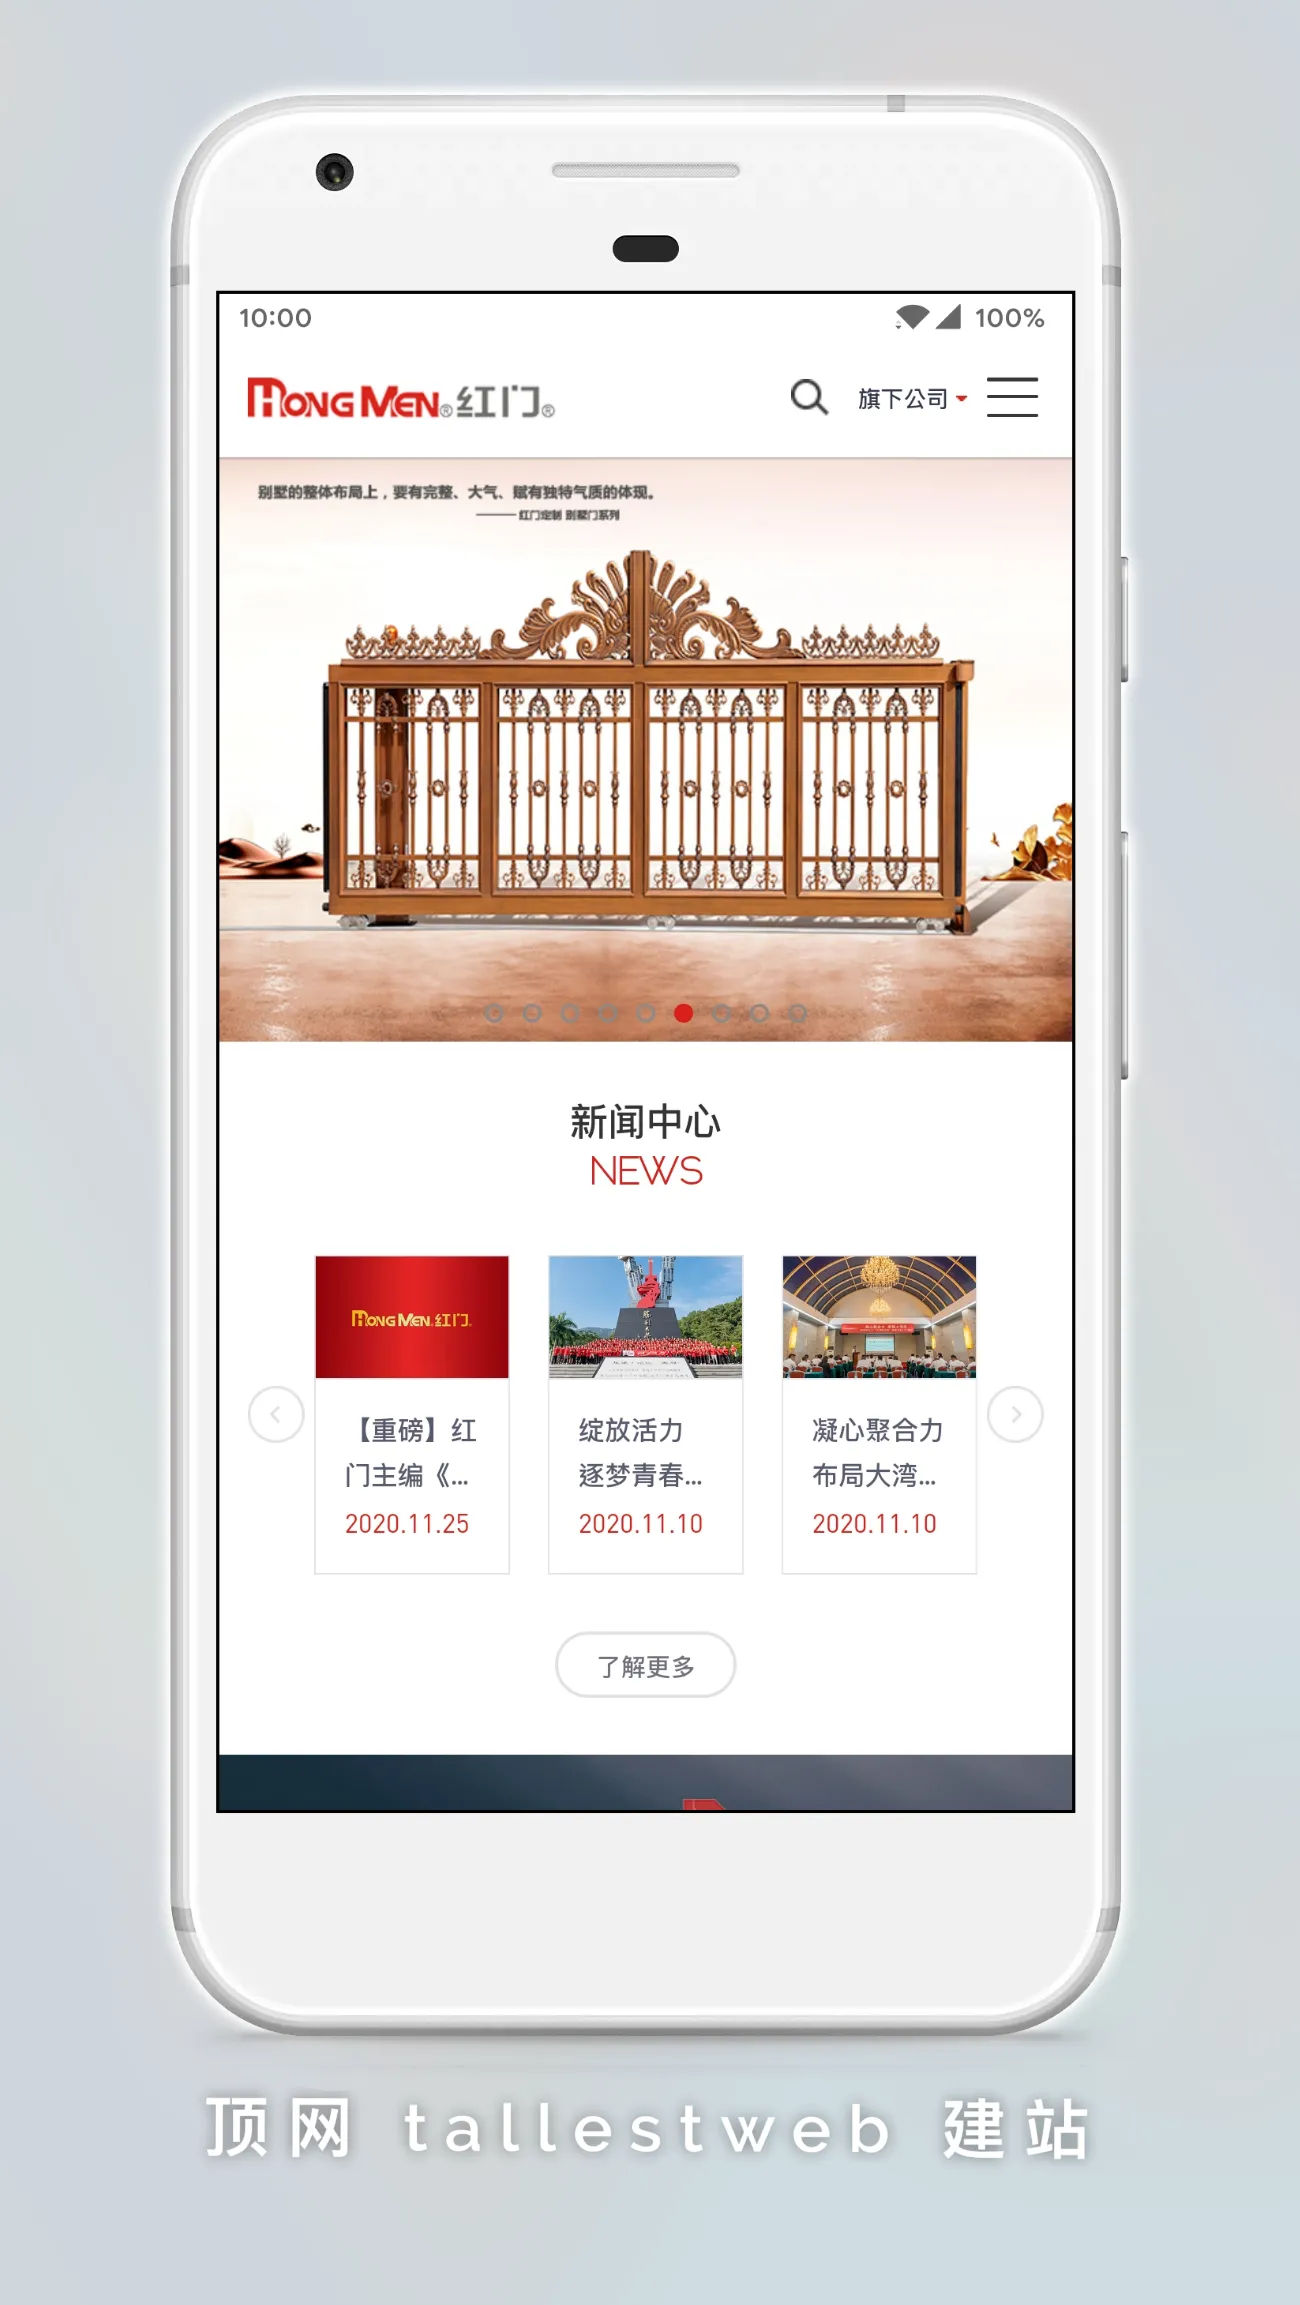 10:00 100%
HONGMEN® 红门® 旗下公司
别墅的整体布局上，要有完整、大气、赋有独特气质的体现。
——— 红门定制 别墅门系列
新闻中心
NEWS
HONGMEN 红门
【重磅】红
门主编《...
2020.11.25
绽放活力
逐梦青春...
2020.11.10
凝心聚合力
布局大湾...
2020.11.10
了解更多
顶网 tallestweb 建站